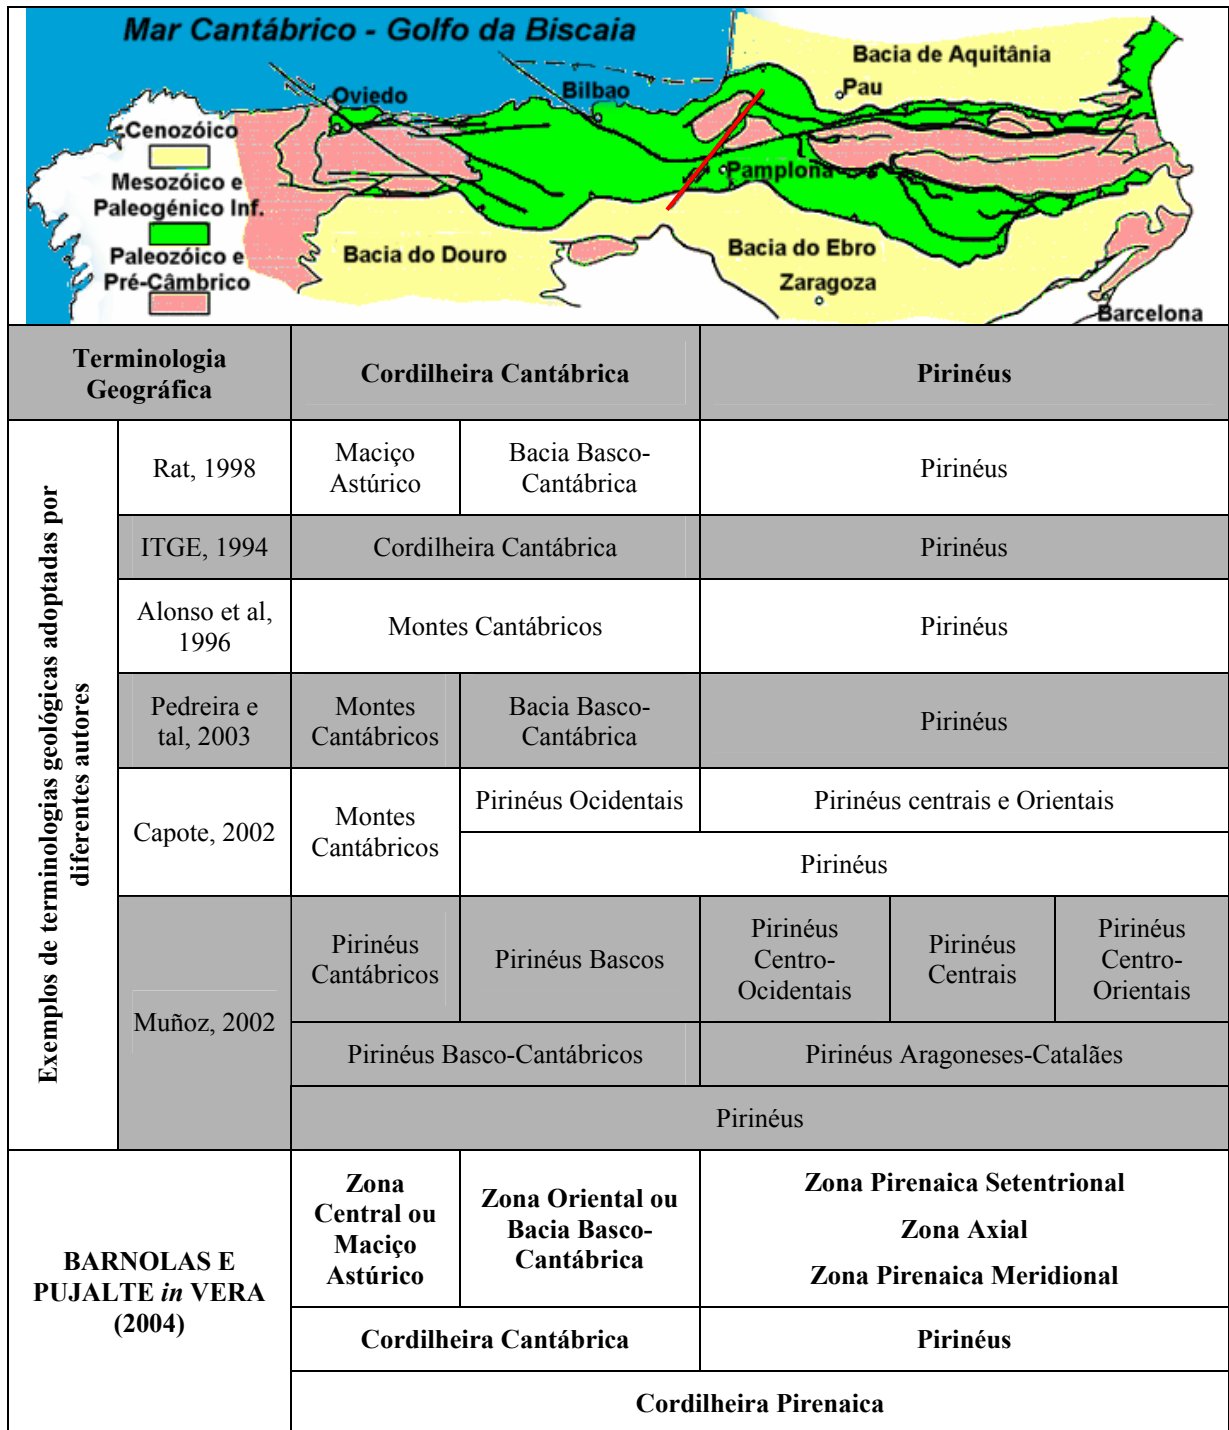 Mar Cantábrico - Golfo da Biscaia
Bacia de Aquitânia
Oviedo
Bilbao
Pau
Cenozóico
Mesozóico e
Paleogénico Inf.
Paleozóico e
Pré-Câmbrico
Pamplona
Bacia do Douro
Bacia do Ebro
Zaragoza
Barcelona
Terminologia
Geográfica
Cordilheira Cantábrica
Pirinéus
Exemplos de terminologias geológicas adoptadas por
diferentes autores
Rat, 1998
Maciço
Astúrico
Bacia Basco-
Cantábrica
Pirinéus
ITGE, 1994
Cordilheira Cantábrica
Pirinéus
Alonso et al,
1996
Montes Cantábricos
Pirinéus
Pedreira e
tal, 2003
Montes
Cantábricos
Bacia Basco-
Cantábrica
Pirinéus
Capote, 2002
Montes
Cantábricos
Pirinéus Ocidentais
Pirinéus centrais e Orientais
Pirinéus
Muñoz, 2002
Pirinéus
Cantábricos
Pirinéus Bascos
Pirinéus
Centro-
Ocidentais
Pirinéus
Centrais
Pirinéus
Centro-
Orientais
Pirinéus Basco-Cantábricos
Pirinéus Aragoneses-Catalães
Pirinéus
BARNOLAS E
PUJALTE in VERA
(2004)
Zona
Central ou
Maciço
Astúrico
Zona Oriental ou
Bacia Basco-
Cantábrica
Zona Pirenaica Setentrional
Zona Axial
Zona Pirenaica Meridional
Cordilheira Cantábrica
Pirinéus
Cordilheira Pirenaica